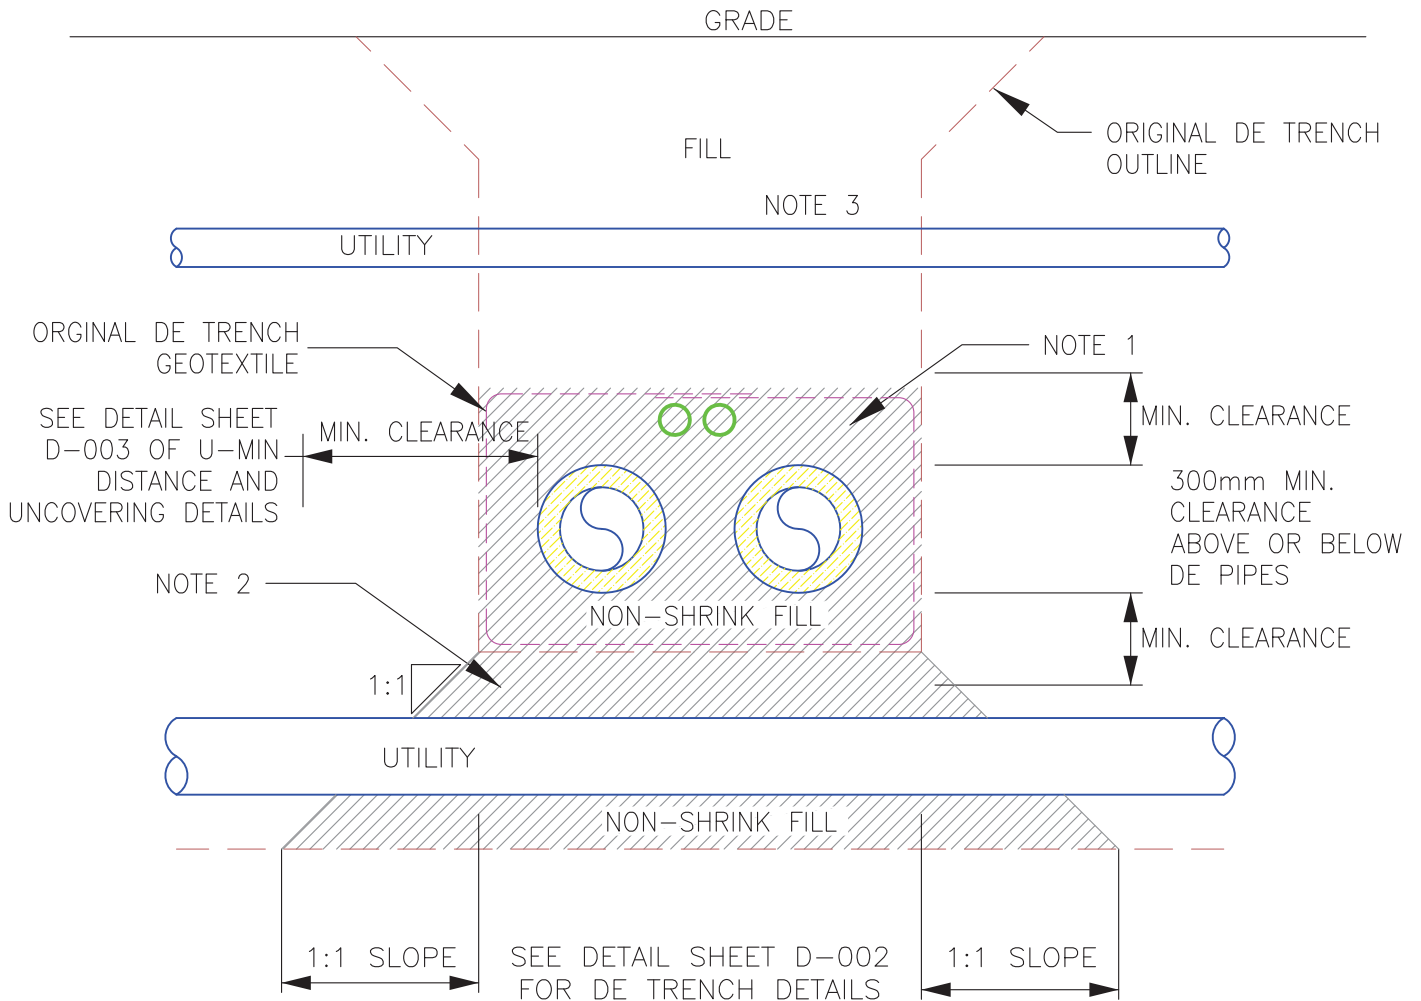 GRADE
ORIGINAL DE TRENCH
OUTLINE
FILL
NOTE 3
UTILITY
ORGINAL DE TRENCH
GEOTEXTILE
NOTE 1
SEE DETAIL SHEET
D-003 OF U-MIN
DISTANCE AND
UNCOVERING DETAILS
MIN. CLEARANCE
MIN. CLEARANCE
300mm MIN.
CLEARANCE
ABOVE OR BELOW
DE PIPES
NOTE 2
NON-SHRINK FILL
MIN. CLEARANCE
1:1
UTILITY
NON-SHRINK FILL
1:1 SLOPE
SEE DETAIL SHEET D-002
FOR DE TRENCH DETAILS
1:1 SLOPE